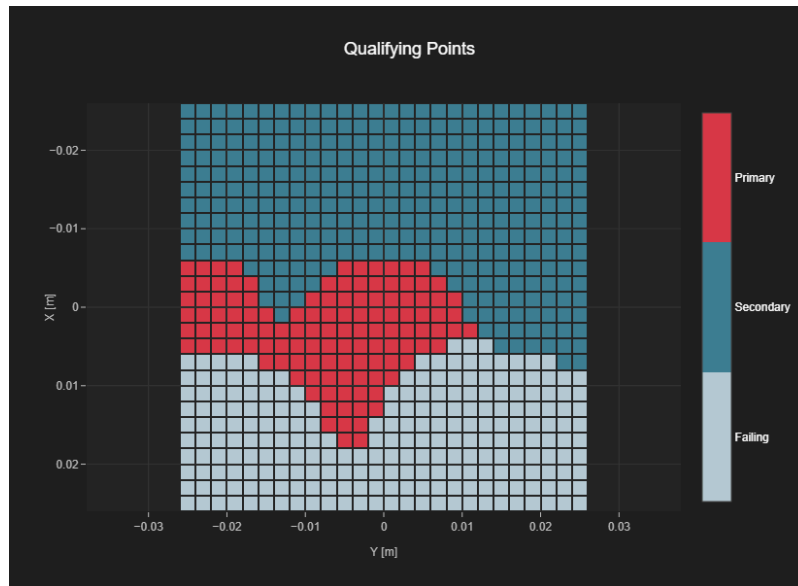 Qualifying Points
−0.02
−0.01
0
0.01
0.02
X [m]
−0.03
−0.02
−0.01
0
0.01
0.02
0.03
Y [m]
Primary
Secondary
Failing